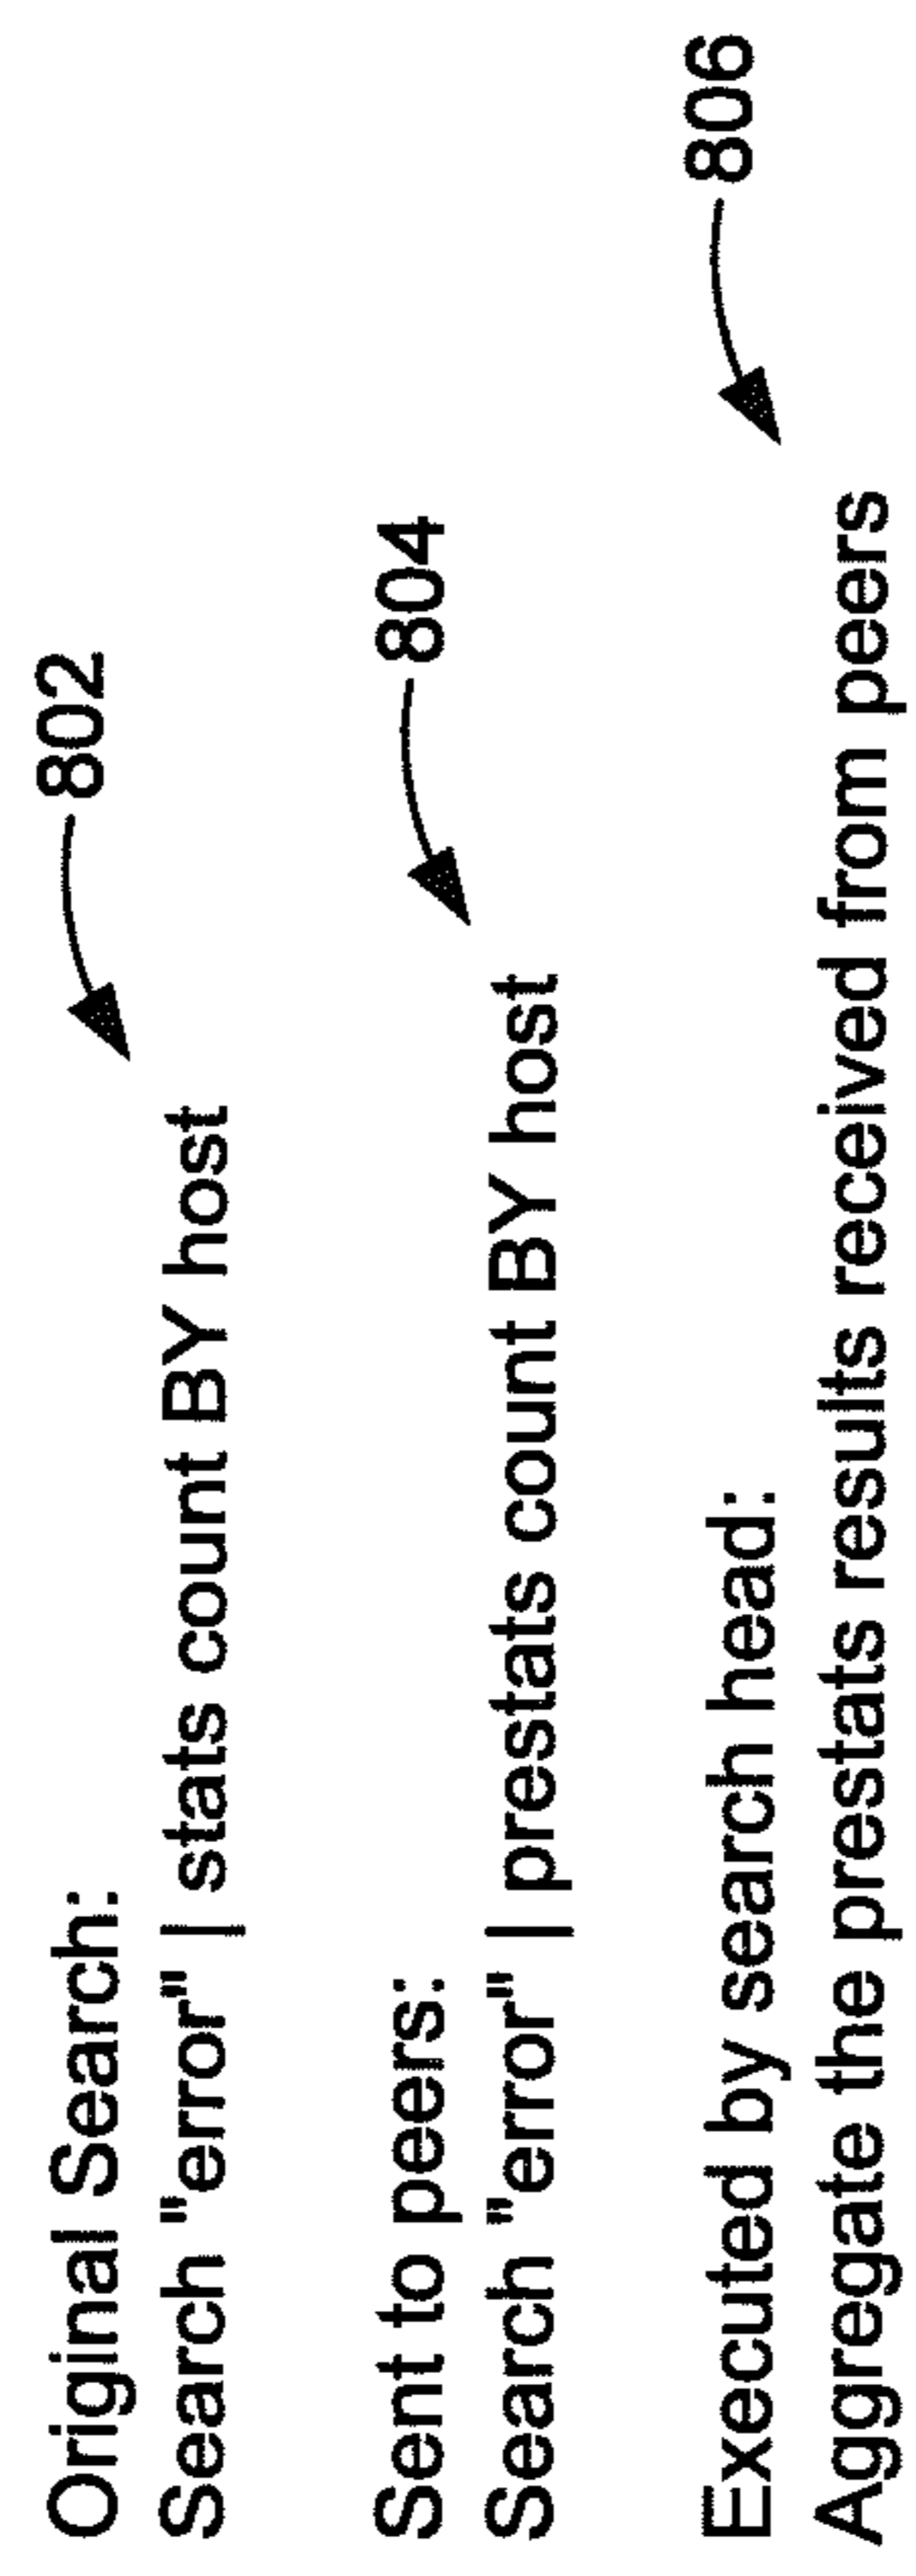 Original Search:
802
Search "error" | stats count BY host
Sent to peers:
804
Search "error" | prestats count BY host
Executed by search head:
806
Aggregate the prestats results received from peers